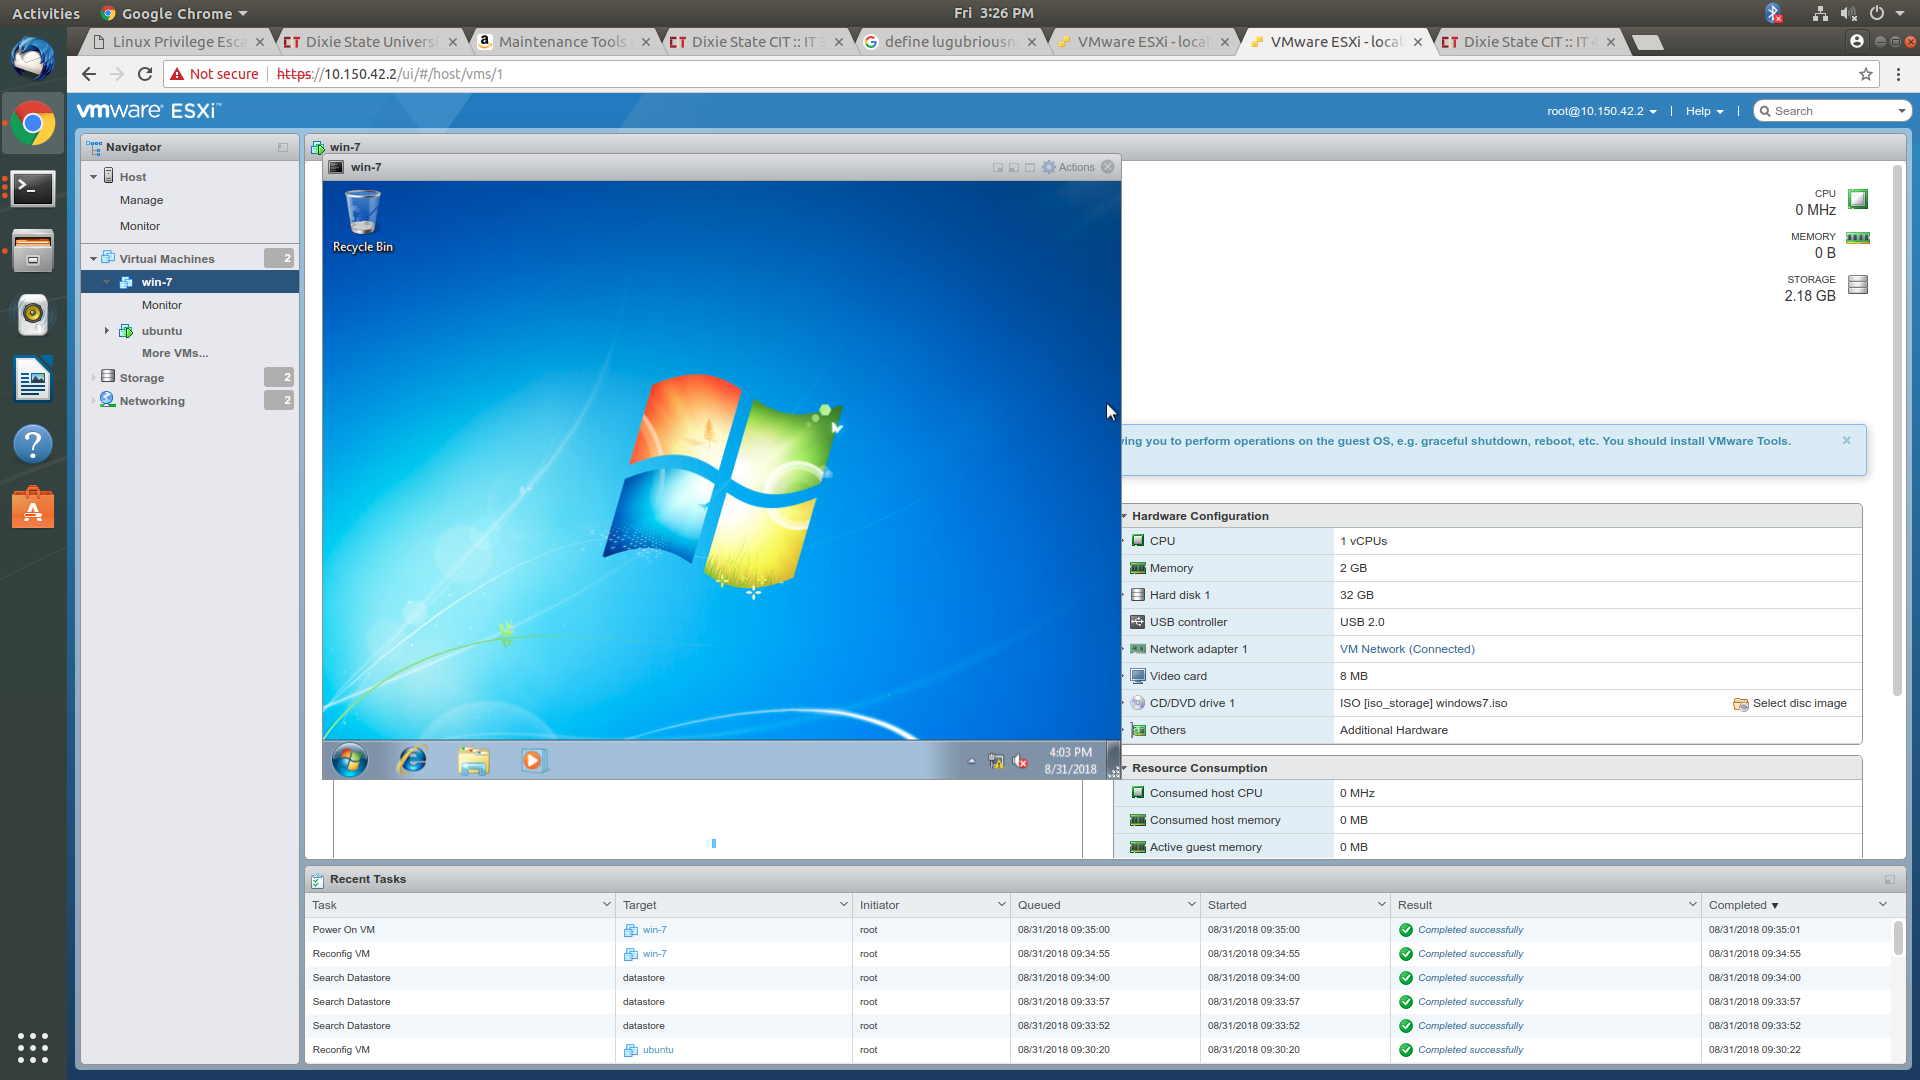 Activities
Google Chrome
Fri 3:26 PM
Linux Privilege Esca
Dixie State Universi
Maintenance Tools
Dixie State CIT :: IT 3
define lugubriousn
VMware ESXi - local
VMware ESXi - local
Dixie State CIT :: IT 4
Not secure
https://10.150.42.2/ui/#/host/vms/1
vmware ESXi™
root@10.150.42.2
Help
Search
Navigator
win-7
Host
Manage
Monitor
Virtual Machines
2
win-7
Monitor
ubuntu
More VMs...
Storage
2
Networking
2
win-7
Actions
Recycle Bin
4:03 PM
8/31/2018
CPU
0 MHz
MEMORY
0 B
STORAGE
2.18 GB
you to perform operations on the guest OS, e.g. graceful shutdown, reboot, etc. You should install VMware Tools.
Hardware Configuration
CPU 1 vCPUs
Memory 2 GB
Hard disk 1 32 GB
USB controller USB 2.0
Network adapter 1 VM Network (Connected)
Video card 8 MB
CD/DVD drive 1 ISO [iso_storage] windows7.iso Select disc image
Others Additional Hardware
Resource Consumption
Consumed host CPU 0 MHz
Consumed host memory 0 MB
Active guest memory 0 MB
Recent Tasks
Task Target Initiator Queued Started Result Completed ▼
Power On VM win-7 root 08/31/2018 09:35:00 08/31/2018 09:35:00 Completed successfully 08/31/2018 09:35:01
Reconfig VM win-7 root 08/31/2018 09:34:55 08/31/2018 09:34:55 Completed successfully 08/31/2018 09:34:55
Search Datastore datastore root 08/31/2018 09:34:00 08/31/2018 09:34:00 Completed successfully 08/31/2018 09:34:00
Search Datastore datastore root 08/31/2018 09:33:57 08/31/2018 09:33:57 Completed successfully 08/31/2018 09:33:57
Search Datastore datastore root 08/31/2018 09:33:52 08/31/2018 09:33:52 Completed successfully 08/31/2018 09:33:52
Reconfig VM ubuntu root 08/31/2018 09:30:20 08/31/2018 09:30:20 Completed successfully 08/31/2018 09:30:22